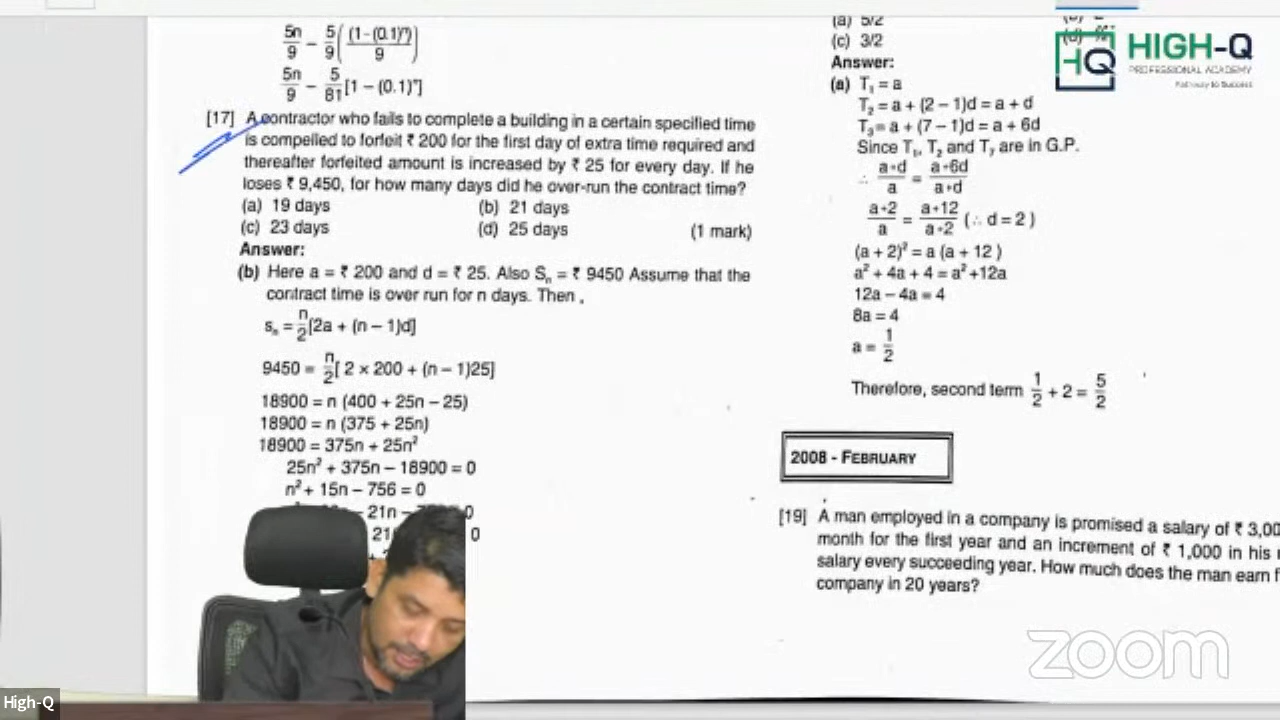 5n/9 – 5/9((1–(0.1)ⁿ)/9)
5n/9 – 5/81[1 – (0.1)ⁿ]
[17] A contractor who fails to complete a building in a certain specified time
is compelled to forfeit ₹ 200 for the first day of extra time required and
thereafter forfeited amount is increased by ₹ 25 for every day. If he
loses ₹ 9,450, for how many days did he over-run the contract time?
(a) 19 days (b) 21 days
(c) 23 days (d) 25 days (1 mark)
Answer:
(b) Here a = ₹ 200 and d = ₹ 25. Also Sₙ = ₹ 9450 Assume that the
contract time is over run for n days. Then ,
sₙ = n/2[2a + (n – 1)d]
9450 = n/2[ 2 × 200 + (n – 1)25]
18900 = n (400 + 25n – 25)
18900 = n (375 + 25n)
18900 = 375n + 25n²
25n² + 375n – 18900 = 0
n² + 15n – 756 = 0
– 21n –
(a) 5/2
(c) 3/2
Answer:
(a) T₁ = a
T₂ = a + (2 – 1)d = a + d
T₃ = a + (7 – 1)d = a + 6d
Since T₁, T₂ and T₇ are in G.P.
∴ (a+d)/a = (a+6d)/(a+d)
(a+2)/a = (a+12)/(a+2) (∴ d = 2 )
(a + 2)² = a (a + 12 )
a² + 4a + 4 = a² +12a
12a – 4a = 4
8a = 4
a = 1/2
Therefore, second term 1/2 + 2 = 5/2
2008 - FEBRUARY
[19] A man employed in a company is promised a salary of ₹ 3,00
month for the first year and an increment of ₹ 1,000 in his
salary every succeeding year. How much does the man earn f
company in 20 years?
HQ HIGH-Q
PROFESSIONAL ACADEMY
Pathway to Success
zoom
High-Q